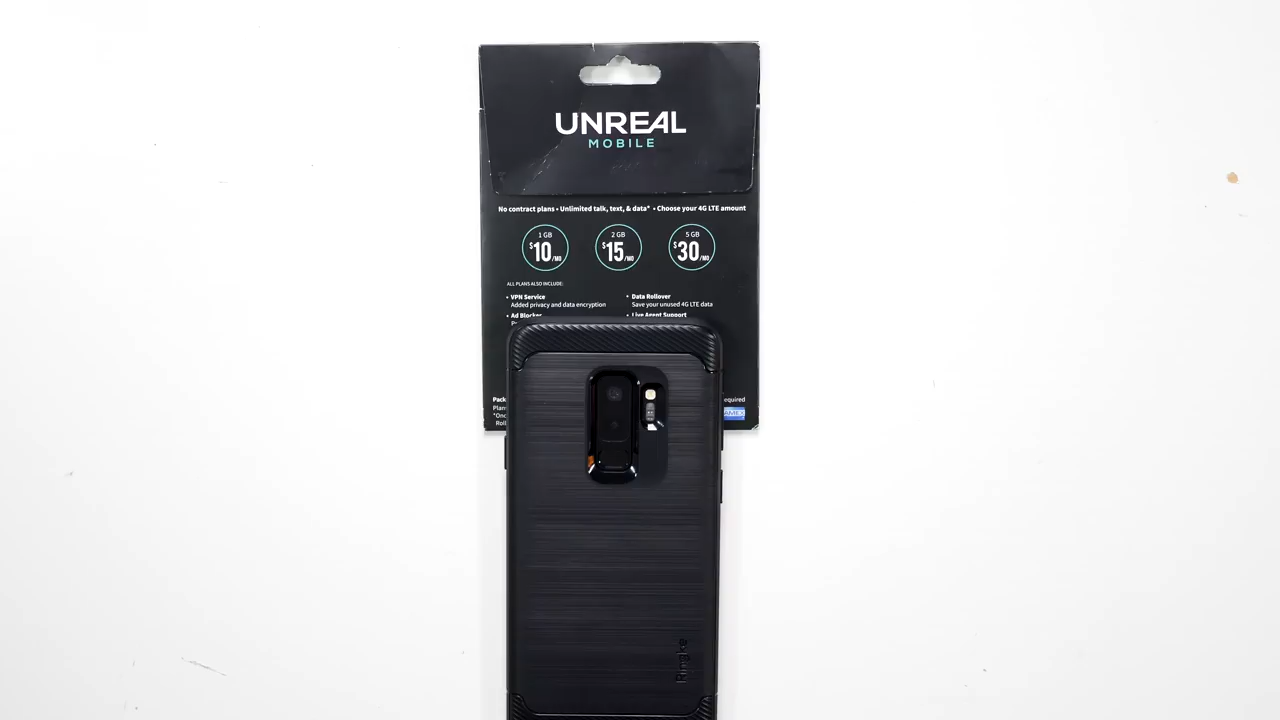 UNREAL
MOBILE
No contract plans • Unlimited talk, text, & data* • Choose your 4G LTE amount
1 GB
$10/MO
2 GB
$15/MO
5 GB
$30/MO
ALL PLANS ALSO INCLUDE:
• VPN Service
Added privacy and data encryption
• Ad Blocker
• Data Rollover
Save your unused 4G LTE data
• Live Agent Support
AMEX
Ringke